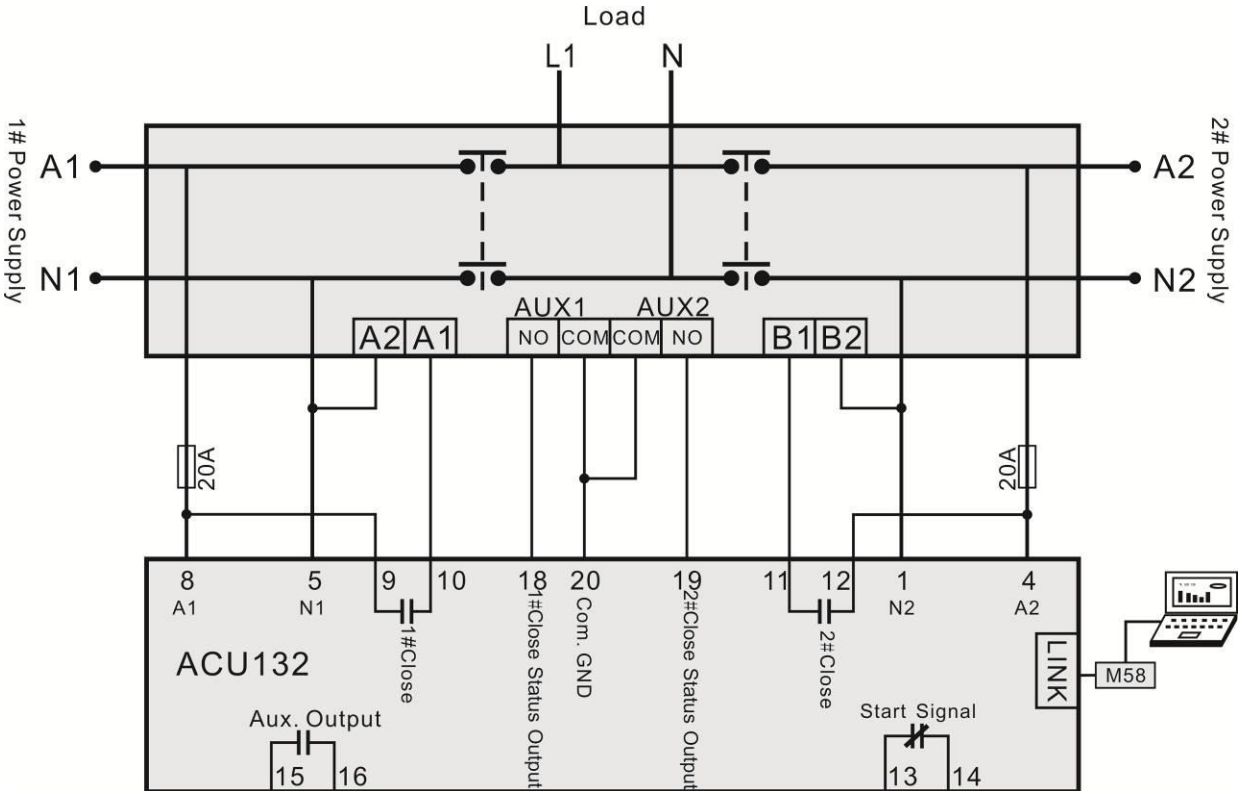 Load
L1 N
1# Power Supply
A1
N1
2# Power Supply
A2
N2
AUX1 AUX2
A2 A1 NO COM COM NO B1 B2
20A
20A
8 5 9 10 18 20 19 11 12 1 4
A1 N1 N2 A2
1#Close
1#Close Status Output
Com. GND
2#Close Status Output
2#Close
ACU132
LINK
M58
Aux. Output
15 16
Start Signal
13 14